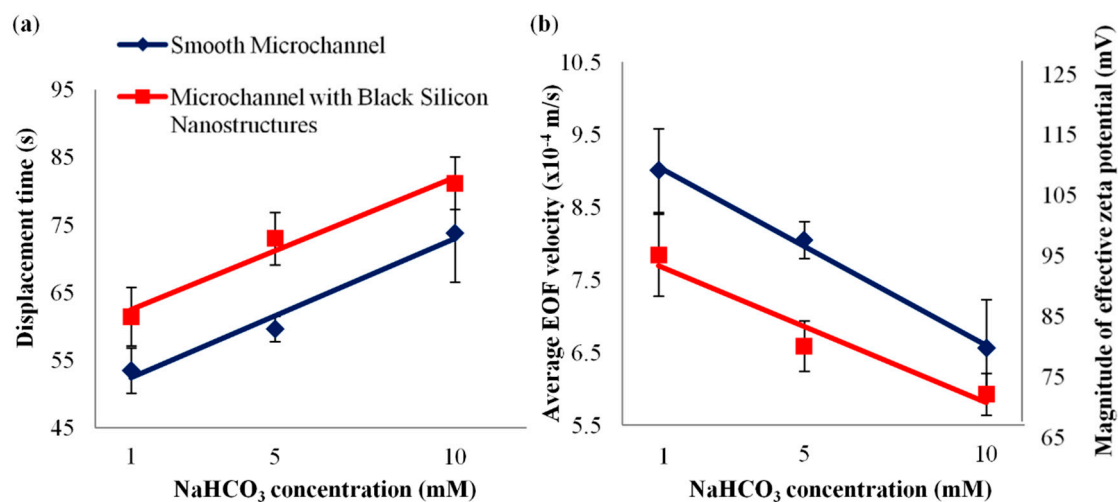 (a)
Smooth Microchannel
Microchannel with Black Silicon
Nanostructures
Displacement time (s)
95
85
75
65
55
45
1
5
10
NaHCO₃ concentration (mM)
(b)
Average EOF velocity (x10⁻⁴ m/s)
10.5
9.5
8.5
7.5
6.5
5.5
1
5
10
NaHCO₃ concentration (mM)
125
115
105
95
85
75
65
Magnitude of effective zeta potential (mV)